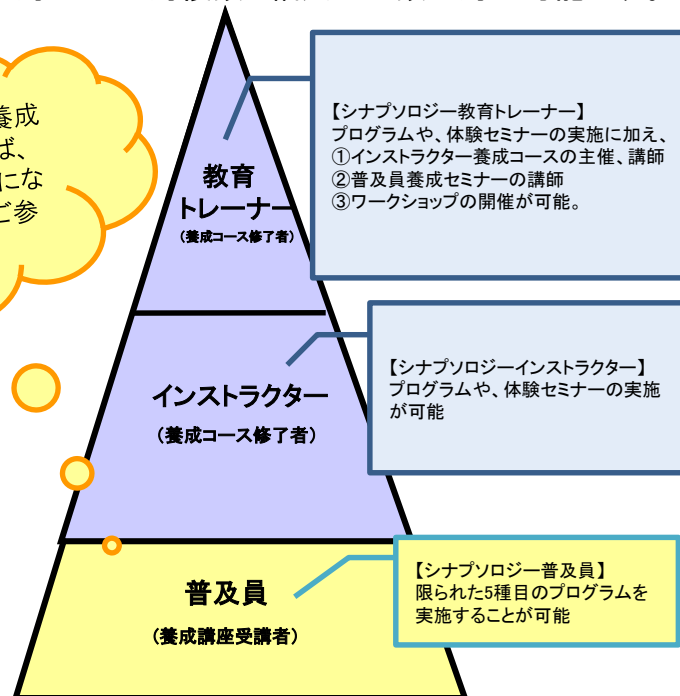 養成
ば、
にな
ご参
教育
トレーナー
(養成コース修了者)
【シナプソロジー教育トレーナー】
プログラムや、体験セミナーの実施に加え、
①インストラクター養成コースの主催、講師
②普及員養成セミナーの講師
③ワークショップの開催が可能。
インストラクター
(養成コース修了者)
【シナプソロジーインストラクター】
プログラムや、体験セミナーの実施
が可能
普及員
(養成講座受講者)
【シナプソロジー普及員】
限られた5種目のプログラムを
実施することが可能